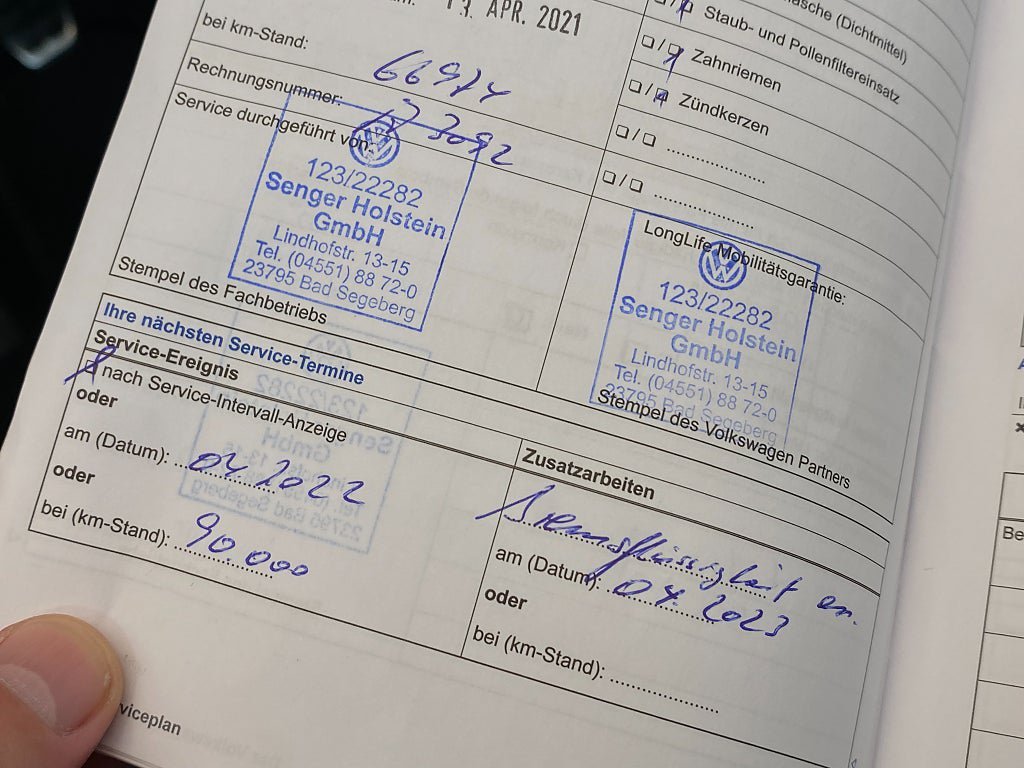 13. APR. 2021
bei km-Stand: 66974
Rechnungsnummer:
Service durchgeführt von:
123/22282
Senger Holstein
GmbH
Lindhofstr. 13-15
Tel. (04551) 88 72-0
23795 Bad Segeberg
Stempel des Fachbetriebs
(Dichtmittel)
Staub- und Pollenfiltereinsatz
Zahnriemen
Zündkerzen
LongLife Mobilitätsgarantie:
123/22282
Senger Holstein
GmbH
Lindhofstr. 13-15
Tel. (04551) 88 72-0
23795 Bad Segeberg
Stempel des Volkswagen Partners
Ihre nächsten Service-Termine
Service-Ereignis
nach Service-Intervall-Anzeige
oder
am (Datum): 04.2022
oder
bei (km-Stand): 90000
Zusatzarbeiten
Bremsflüssigkeit ern.
am (Datum): 04.2023
oder
bei (km-Stand):
viceplan